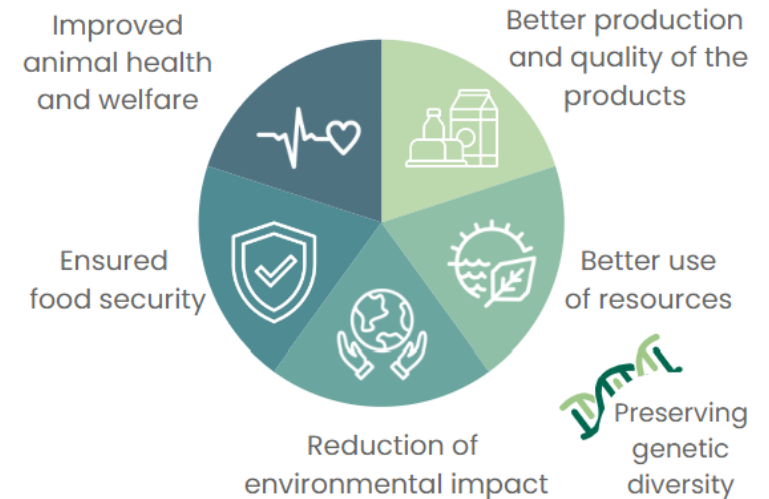 Improved
animal health
and welfare
Better production
and quality of the
products
Ensured
food security
Better use
of resources
Reduction of
environmental impact
Preserving
genetic
diversity